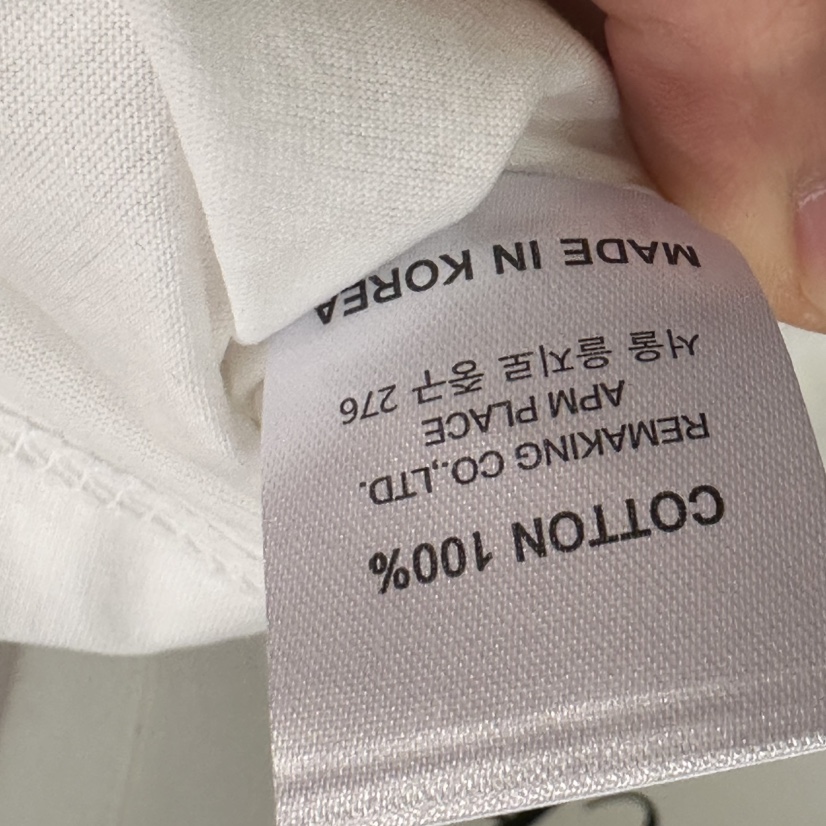 COTTON 100%
REMAKING CO.,LTD.
APM PLACE
서울 을지로 중구 276
MADE IN KOREA